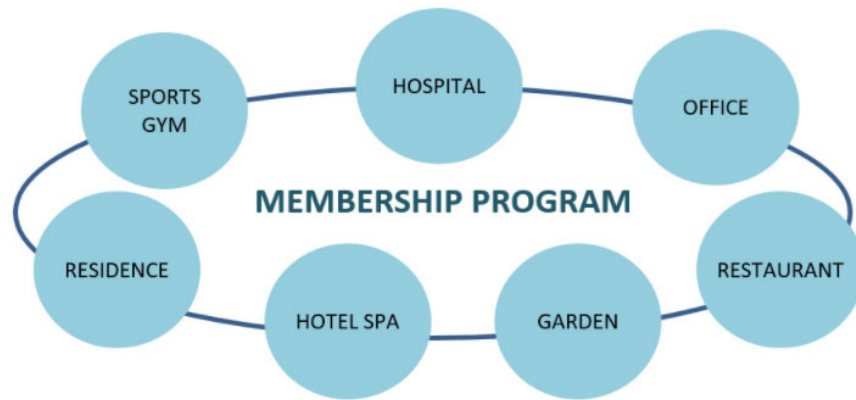 SPORTS
GYM
HOSPITAL
OFFICE
MEMBERSHIP PROGRAM
RESIDENCE
RESTAURANT
HOTEL SPA
GARDEN